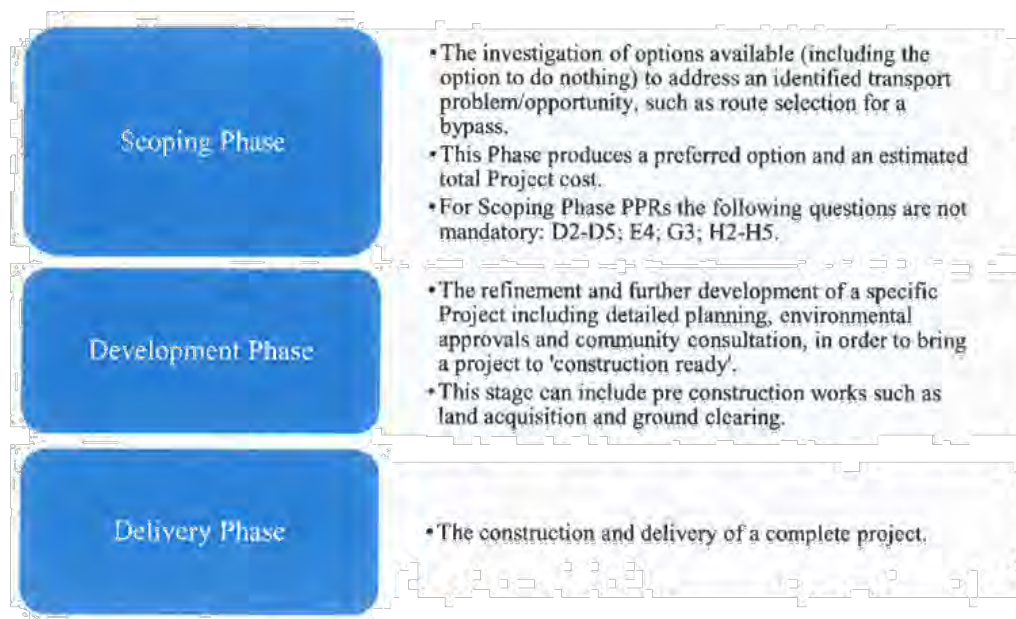 Scoping Phase
•The investigation of options available (including the
option to do nothing) to address an identified transport
problem/opportunity, such as route selection for a
bypass.
•This Phase produces a preferred option and an estimated
total Project cost.
•For Scoping Phase PPRs the following questions are not
mandatory: D2-D5; E4; G3; H2-H5.
Development Phase
•The refinement and further development of a specific
Project including detailed planning, environmental
approvals and community consultation, in order to bring
a project to 'construction ready'.
•This stage can include pre construction works such as
land acquisition and ground clearing.
Delivery Phase
•The construction and delivery of a complete project.